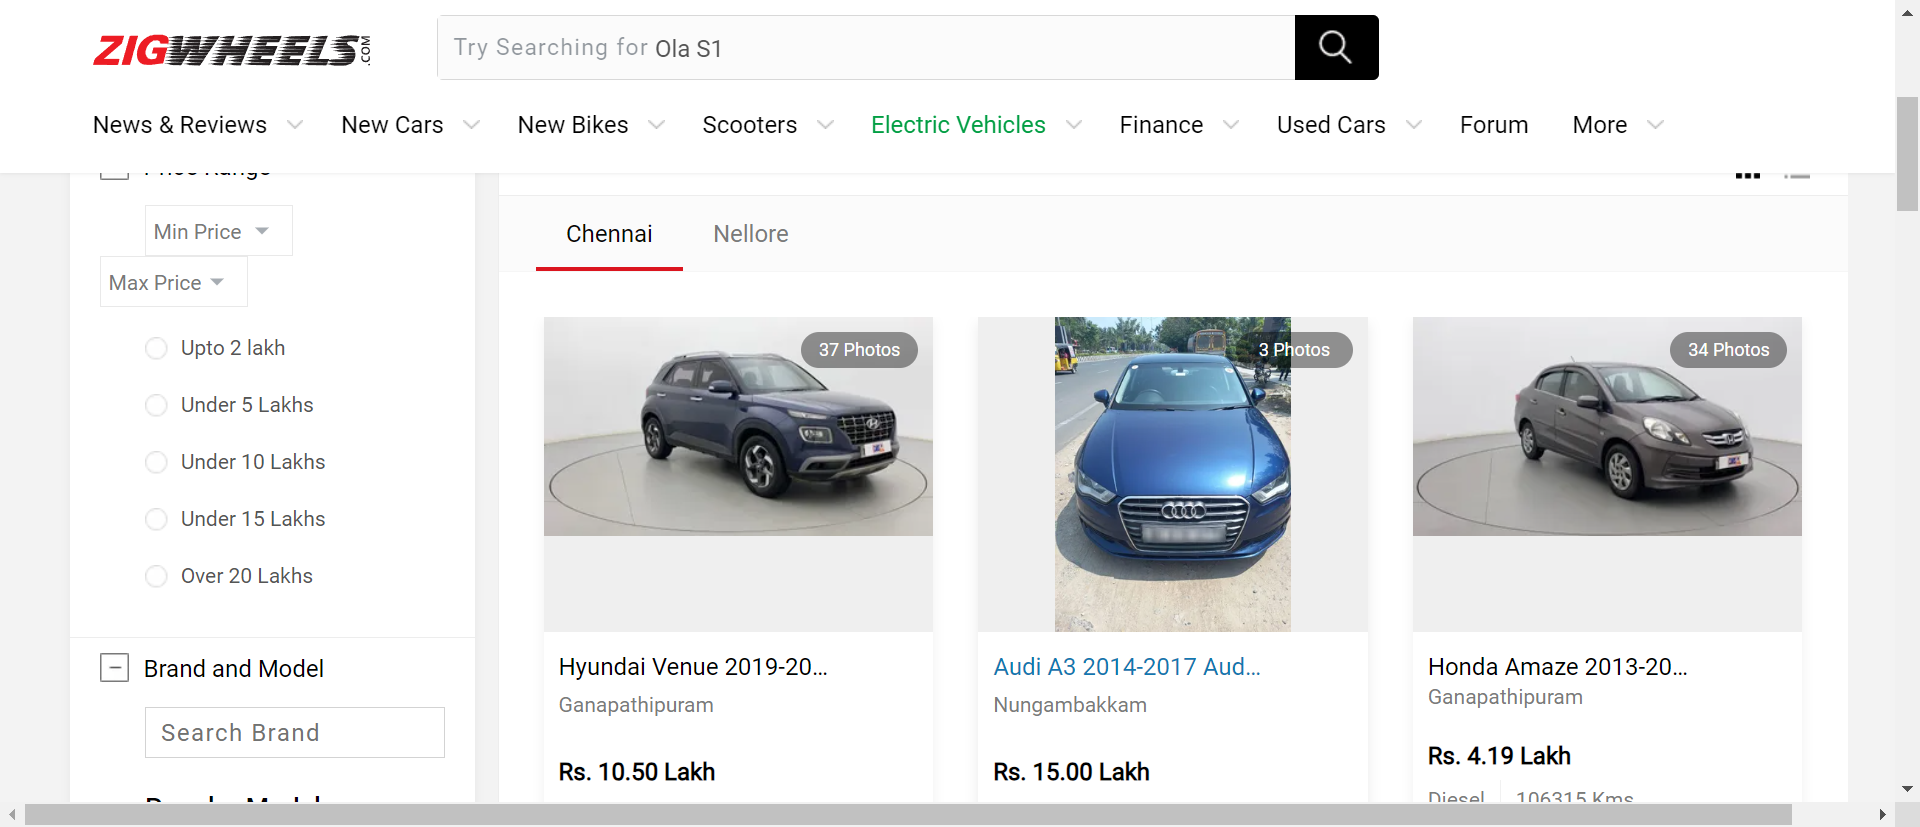 ZIGWHEELS.COM
Try Searching for Ola S1
News & Reviews
New Cars
New Bikes
Scooters
Electric Vehicles
Finance
Used Cars
Forum
More
Price Range
Min Price
Max Price
Upto 2 lakh
Under 5 Lakhs
Under 10 Lakhs
Under 15 Lakhs
Over 20 Lakhs
Brand and Model
Search Brand
Chennai
Nellore
37 Photos
Hyundai Venue 2019-20...
Ganapathipuram
Rs. 10.50 Lakh
3 Photos
Audi A3 2014-2017 Aud...
Nungambakkam
Rs. 15.00 Lakh
34 Photos
Honda Amaze 2013-20...
Ganapathipuram
Rs. 4.19 Lakh
Diesel
106315 Kms